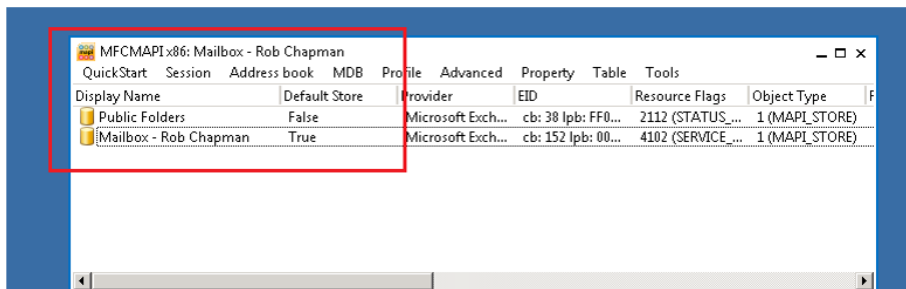 MFCMAPI x86: Mailbox - Rob Chapman
QuickStart Session Address book MDB Profile Advanced Property Table Tools
Display Name Default Store Provider EID Resource Flags Object Type
Public Folders False Microsoft Exch... cb: 38 lpb: FF0... 2112 (STATUS_... 1 (MAPI_STORE)
Mailbox - Rob Chapman True Microsoft Exch... cb: 152 lpb: 00... 4102 (SERVICE_... 1 (MAPI_STORE)